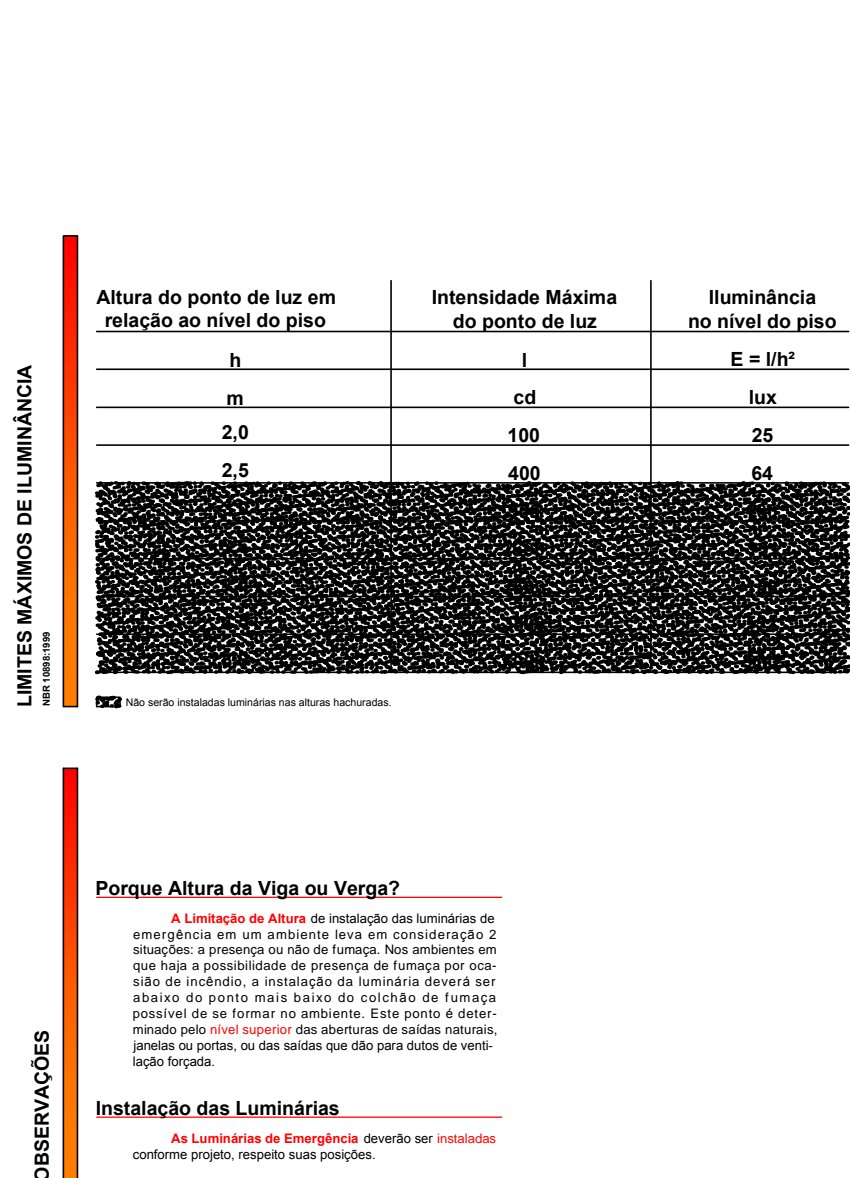 LIMITES MÁXIMOS DE ILUMINÂNCIA
NBR 10898:1999
Altura do ponto de luz em relação ao nível do piso
Intensidade Máxima do ponto de luz
Iluminância no nível do piso
h I E = I/h²
m cd lux
2,0 100 25
2,5 400 64
Não serão instaladas luminárias nas alturas hachuradas.
OBSERVAÇÕES
Porque Altura da Viga ou Verga?
A Limitação de Altura de instalação das luminárias de
emergência em um ambiente leva em consideração 2
situações: a presença ou não de fumaça. Nos ambientes em
que haja a possibilidade de presença de fumaça por oca-
sião de incêndio, a instalação da luminária deverá ser
abaixo do ponto mais baixo do colchão de fumaça
possível de se formar no ambiente. Este ponto é deter-
minado pelo nível superior das aberturas de saídas naturais,
janelas ou portas, ou das saídas que dão para dutos de venti-
lação forçada.
Instalação das Luminárias
As Luminárias de Emergência deverão ser instaladas
conforme projeto, respeito suas posições.